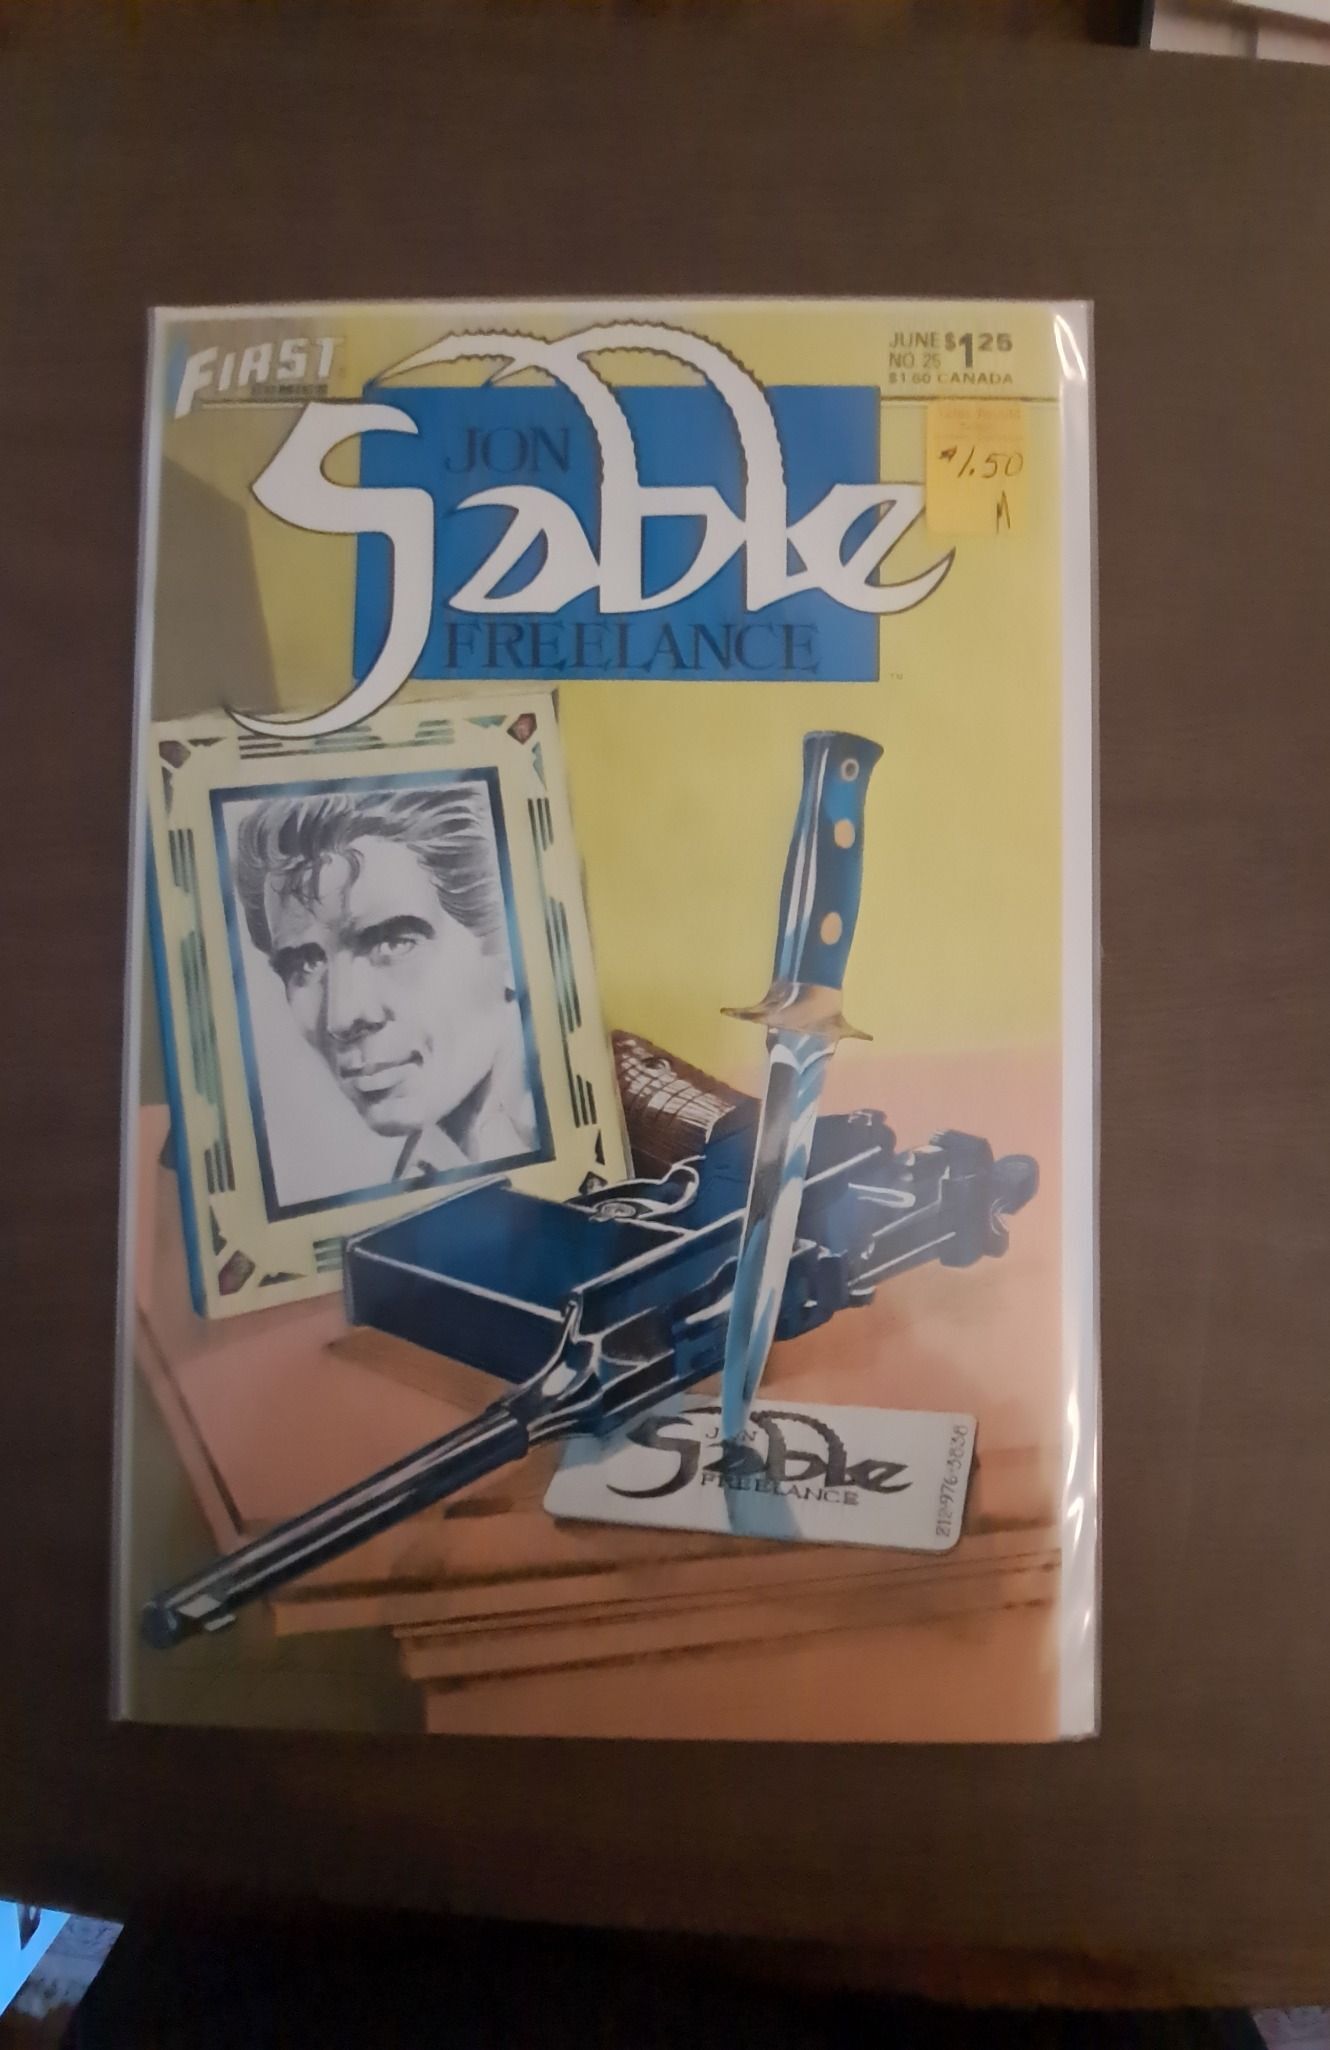 FIRST
COMICS
JUNE $1.25
NO. 25
$1.60 CANADA
JON
Sable
FREELANCE
TM
$1.50
M
JON
Sable
FREELANCE
212-976-3838